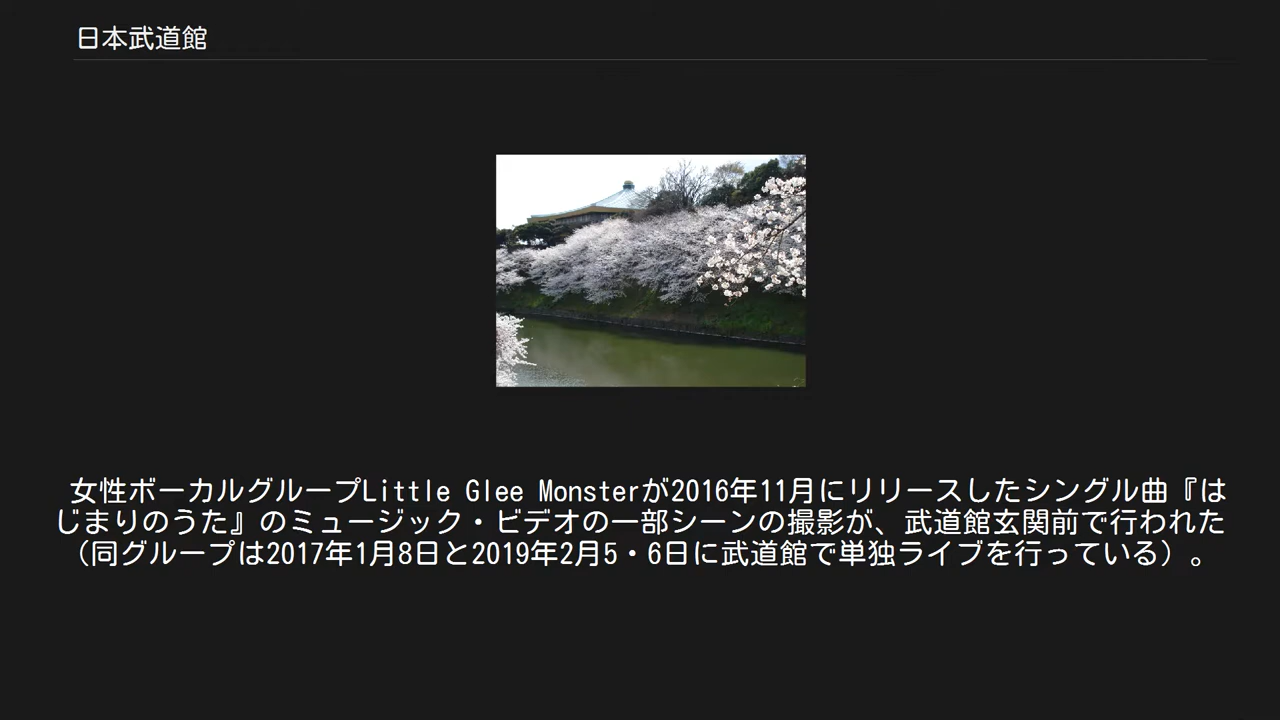 日本武道館
女性ボーカルグループLittle Glee Monsterが2016年11月にリリースしたシングル曲『は
じまりのうた』のミュージック・ビデオの一部シーンの撮影が、武道館玄関前で行われた
（同グループは2017年1月8日と2019年2月5・6日に武道館で単独ライブを行っている）。